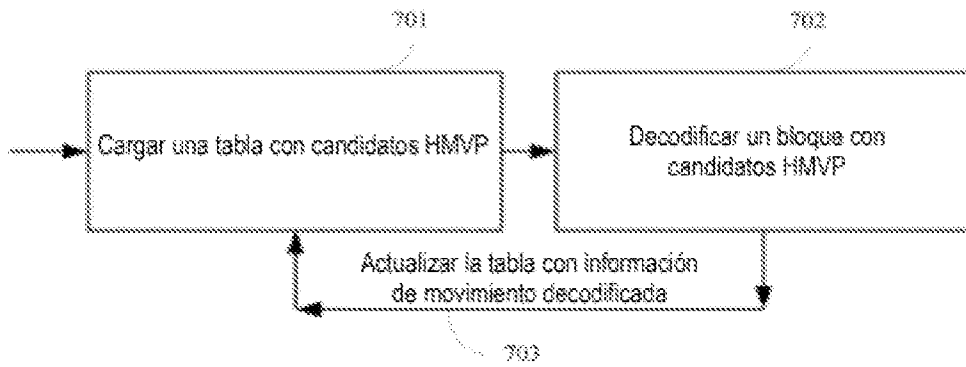 701
702
Cargar una tabla con candidatos HMVP
Decodificar un bloque con
candidatos HMVP
Actualizar la tabla con información
de movimiento decodificada
703